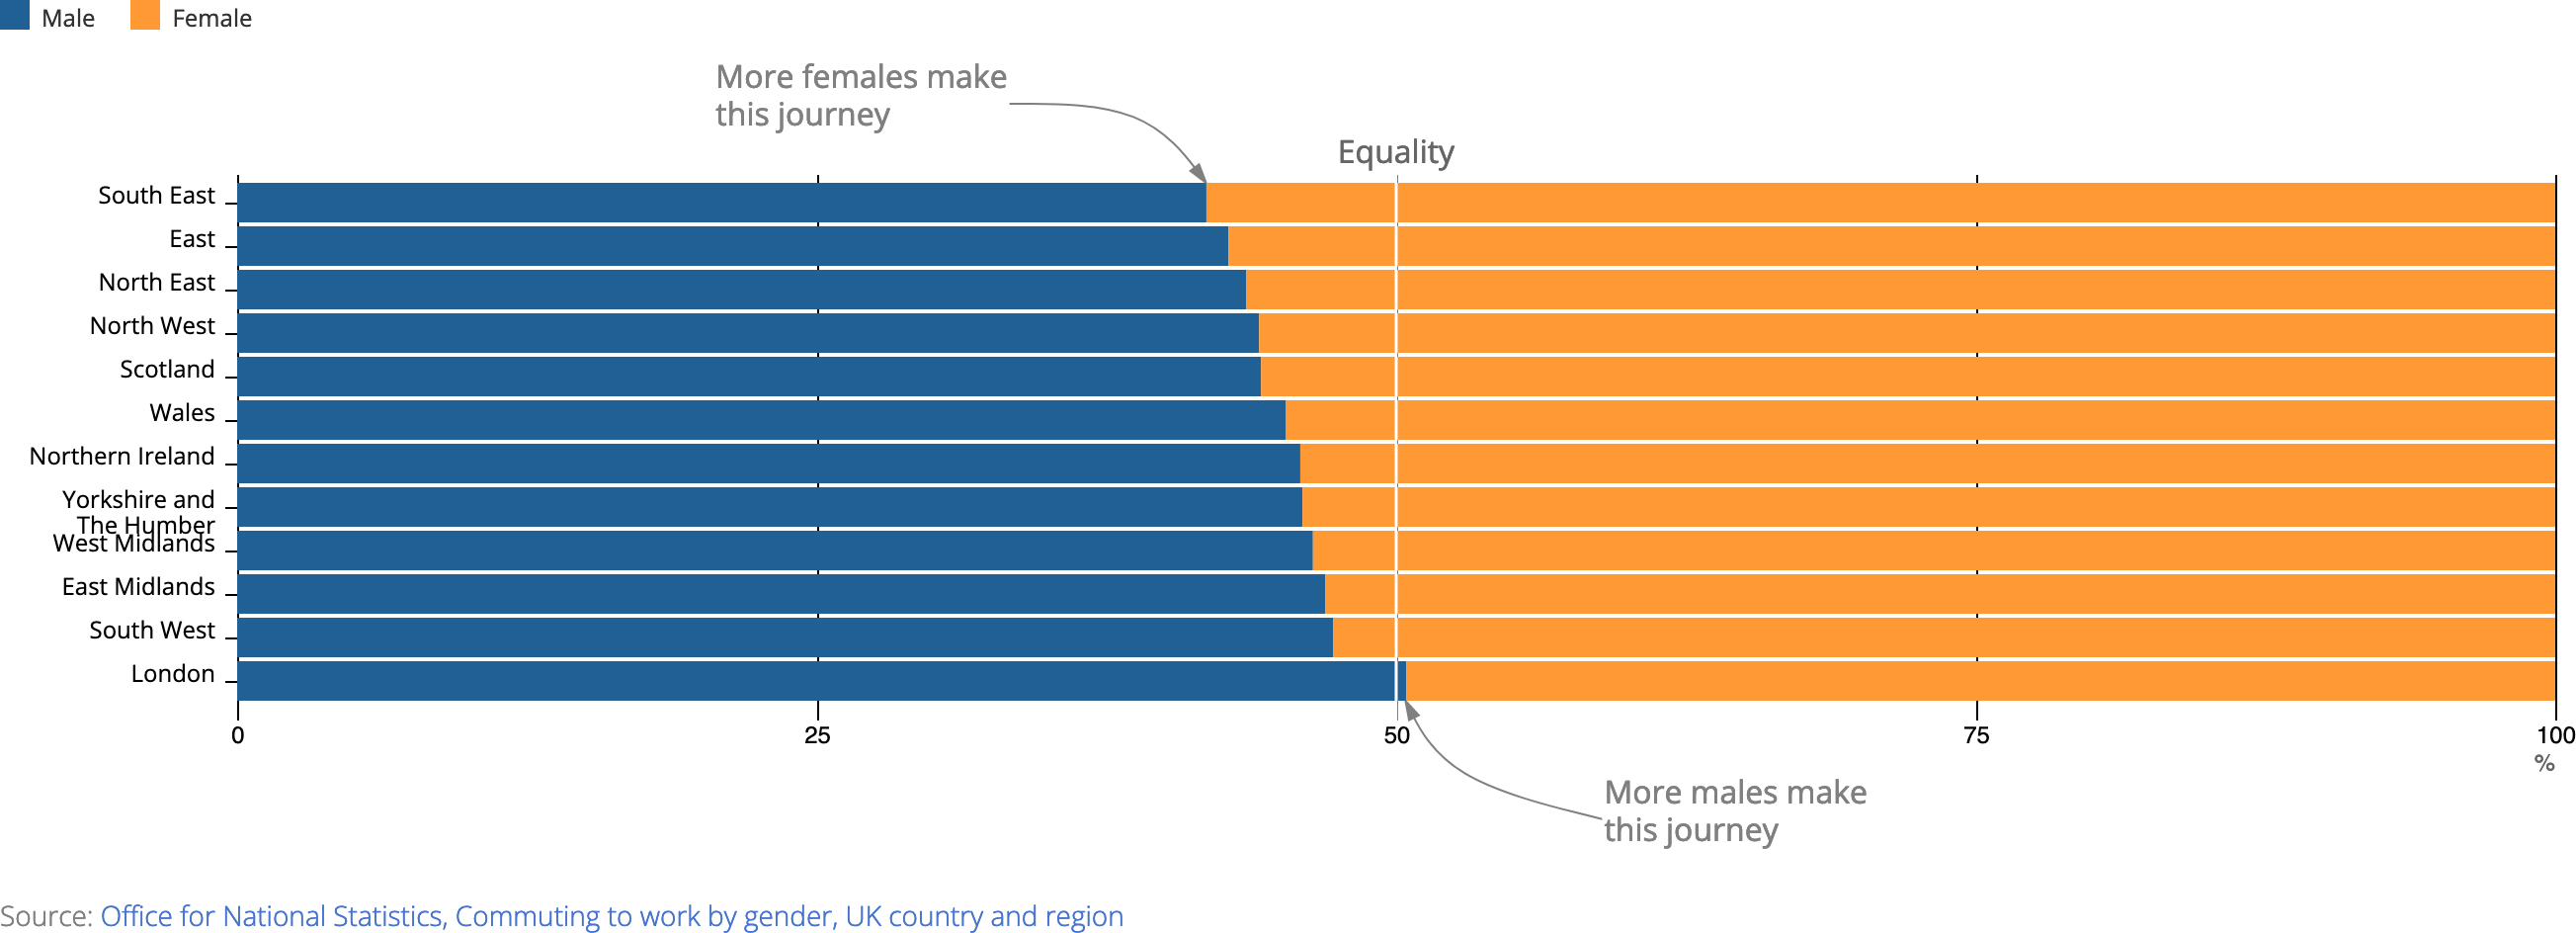 Male
Female
More females make
this journey
Equality
South East
East
North East
North West
Scotland
Wales
Northern Ireland
Yorkshire and
The Humber
West Midlands
East Midlands
South West
London
0 25 50 75 100
%
More males make
this journey
Source: Office for National Statistics, Commuting to work by gender, UK country and region